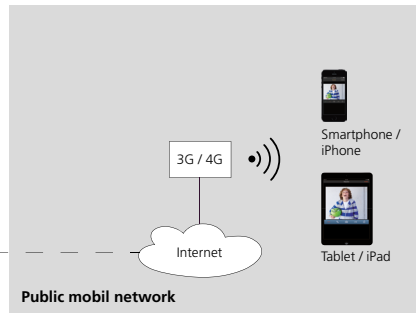 Smartphone /
iPhone
3G / 4G
Internet
Tablet / iPad
Public mobil network